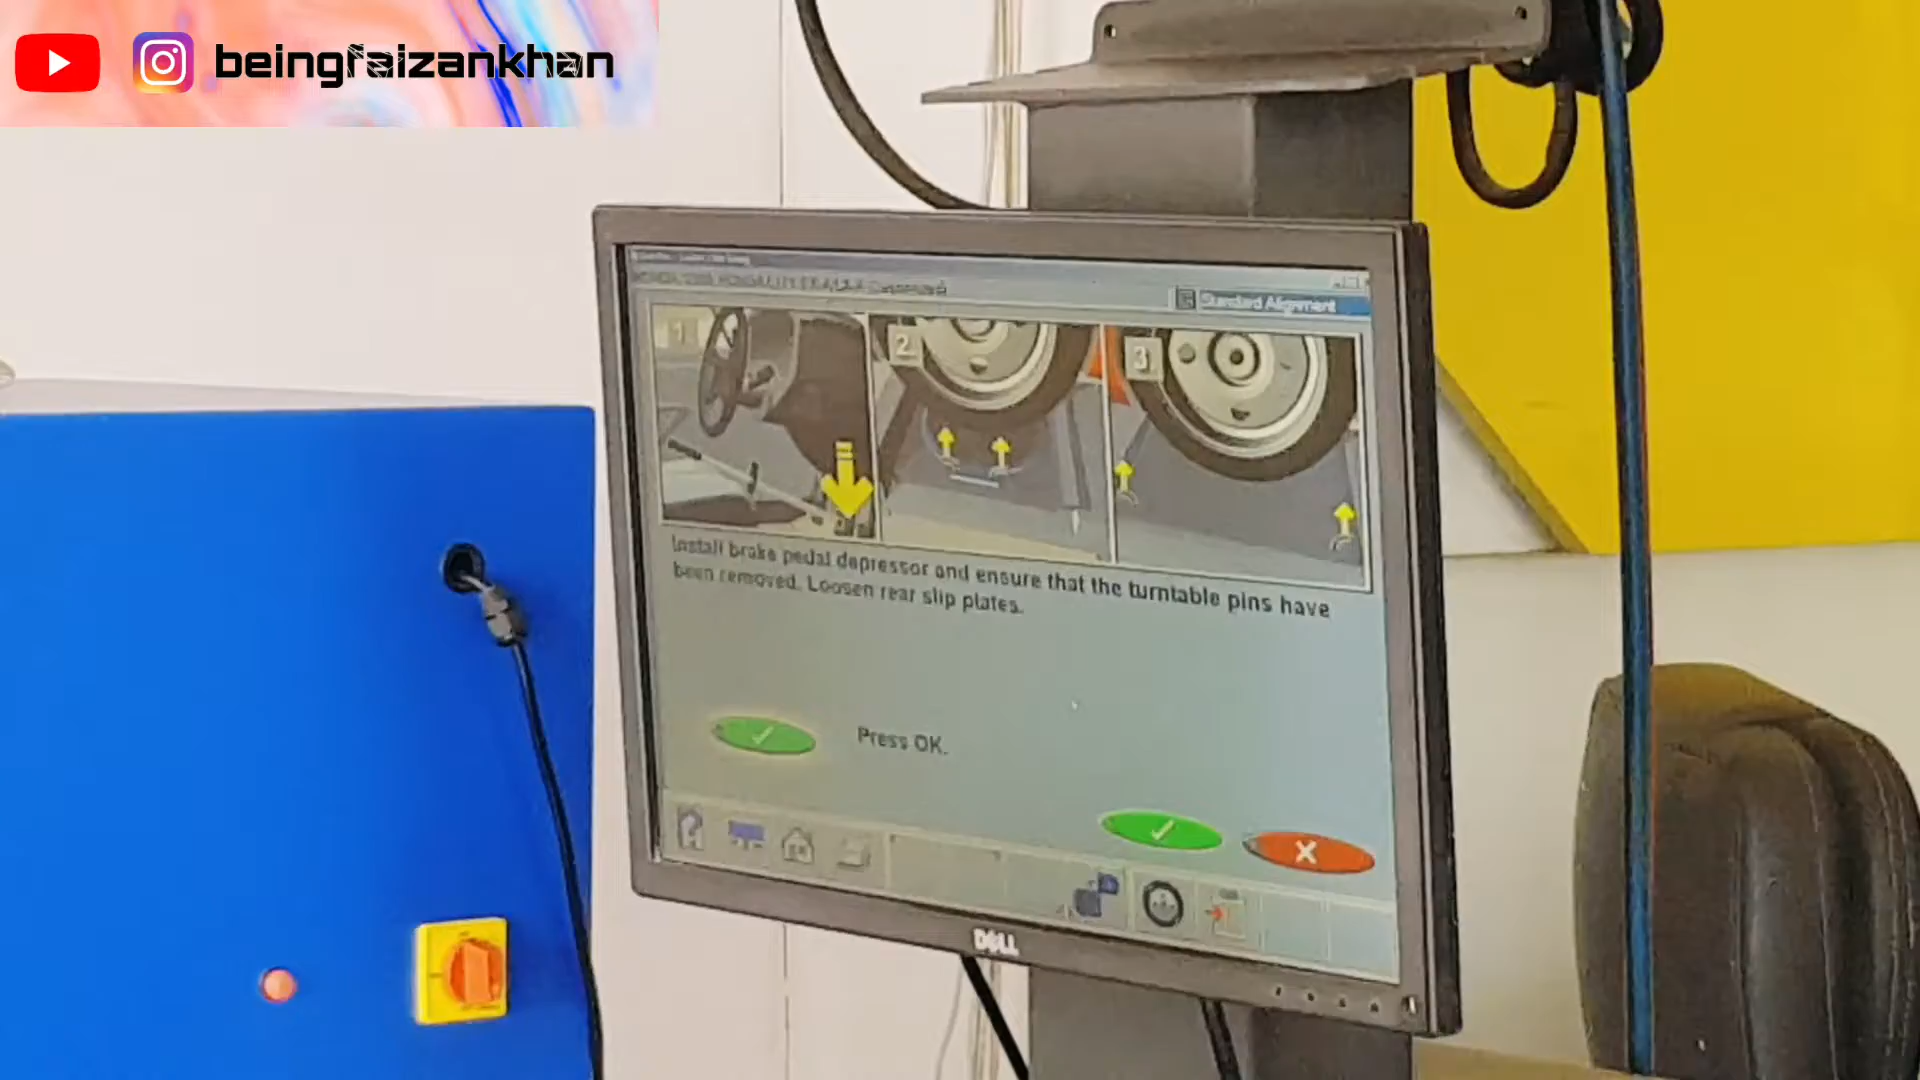 beingfaizankhan
Standard Alignment
1
2
3
Install brake pedal depressor and ensure that the turntable pins have
been removed. Loosen rear slip plates.
Press OK.
DELL